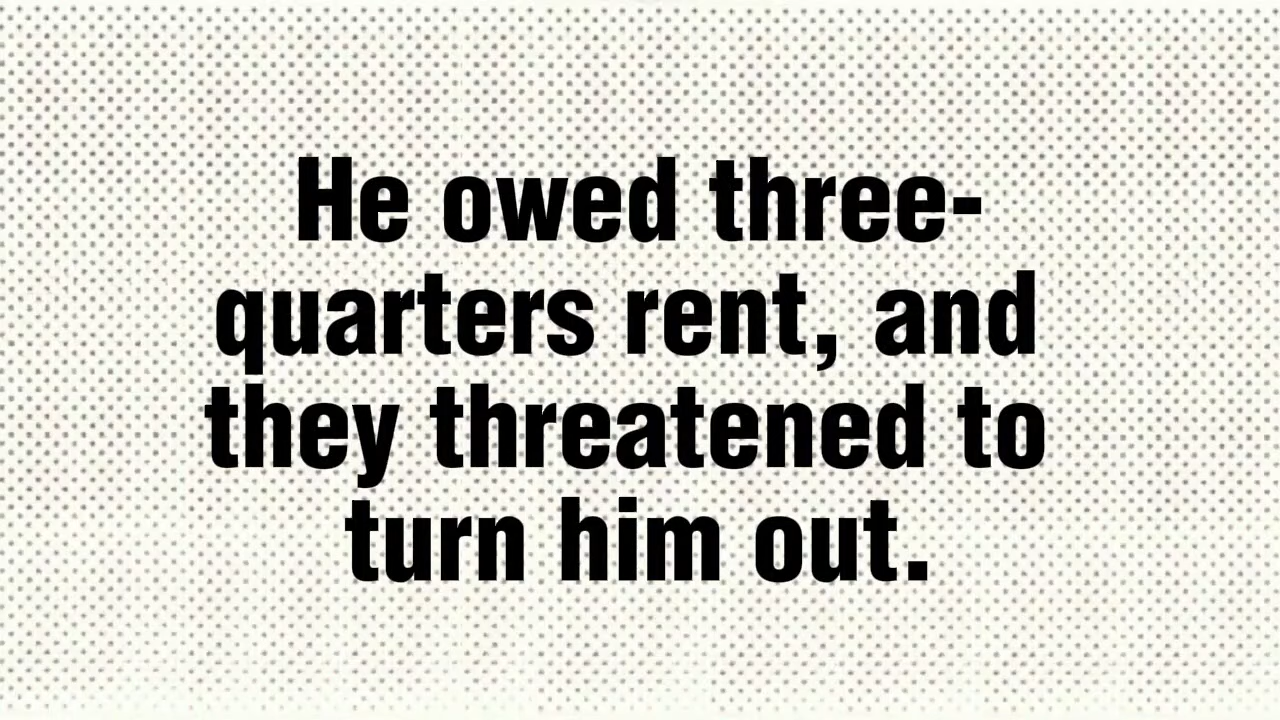 He owed three-
quarters rent, and
they threatened to
turn him out.